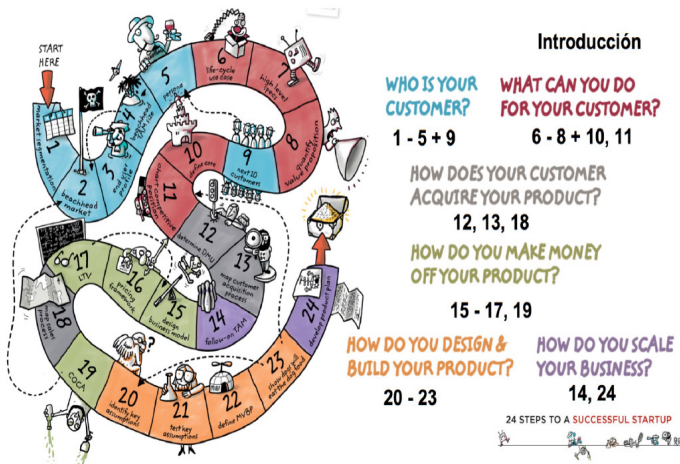 START
HERE
1
market segmentation
2
beachhead
market
3
end user
profile
4
beachhead
TAM size
5
persona
6
life-cycle
use case
7
high level
specs
8
quantify
value proposition
9
next 10
customers
10
define core
11
chart competitive
position
12
determine DMU
13
map customer
acquisition
process
14
follow-on TAM
15
design
business model
16
pricing
framework
17
LTV
18
map sales
process
19
COCA
20
identify key
assumptions
21
test key
assumptions
22
define MVBP
23
show dogs will
eat the dog food
24
develop product plan
Introducción
WHO IS YOUR
CUSTOMER?
1 - 5 + 9
WHAT CAN YOU DO
FOR YOUR CUSTOMER?
6 - 8 + 10, 11
HOW DOES YOUR CUSTOMER
ACQUIRE YOUR PRODUCT?
12, 13, 18
HOW DO YOU MAKE MONEY
OFF YOUR PRODUCT?
15 - 17, 19
HOW DO YOU DESIGN &
BUILD YOUR PRODUCT?
20 - 23
HOW DO YOU SCALE
YOUR BUSINESS?
14, 24
24 STEPS TO A SUCCESSFUL STARTUP